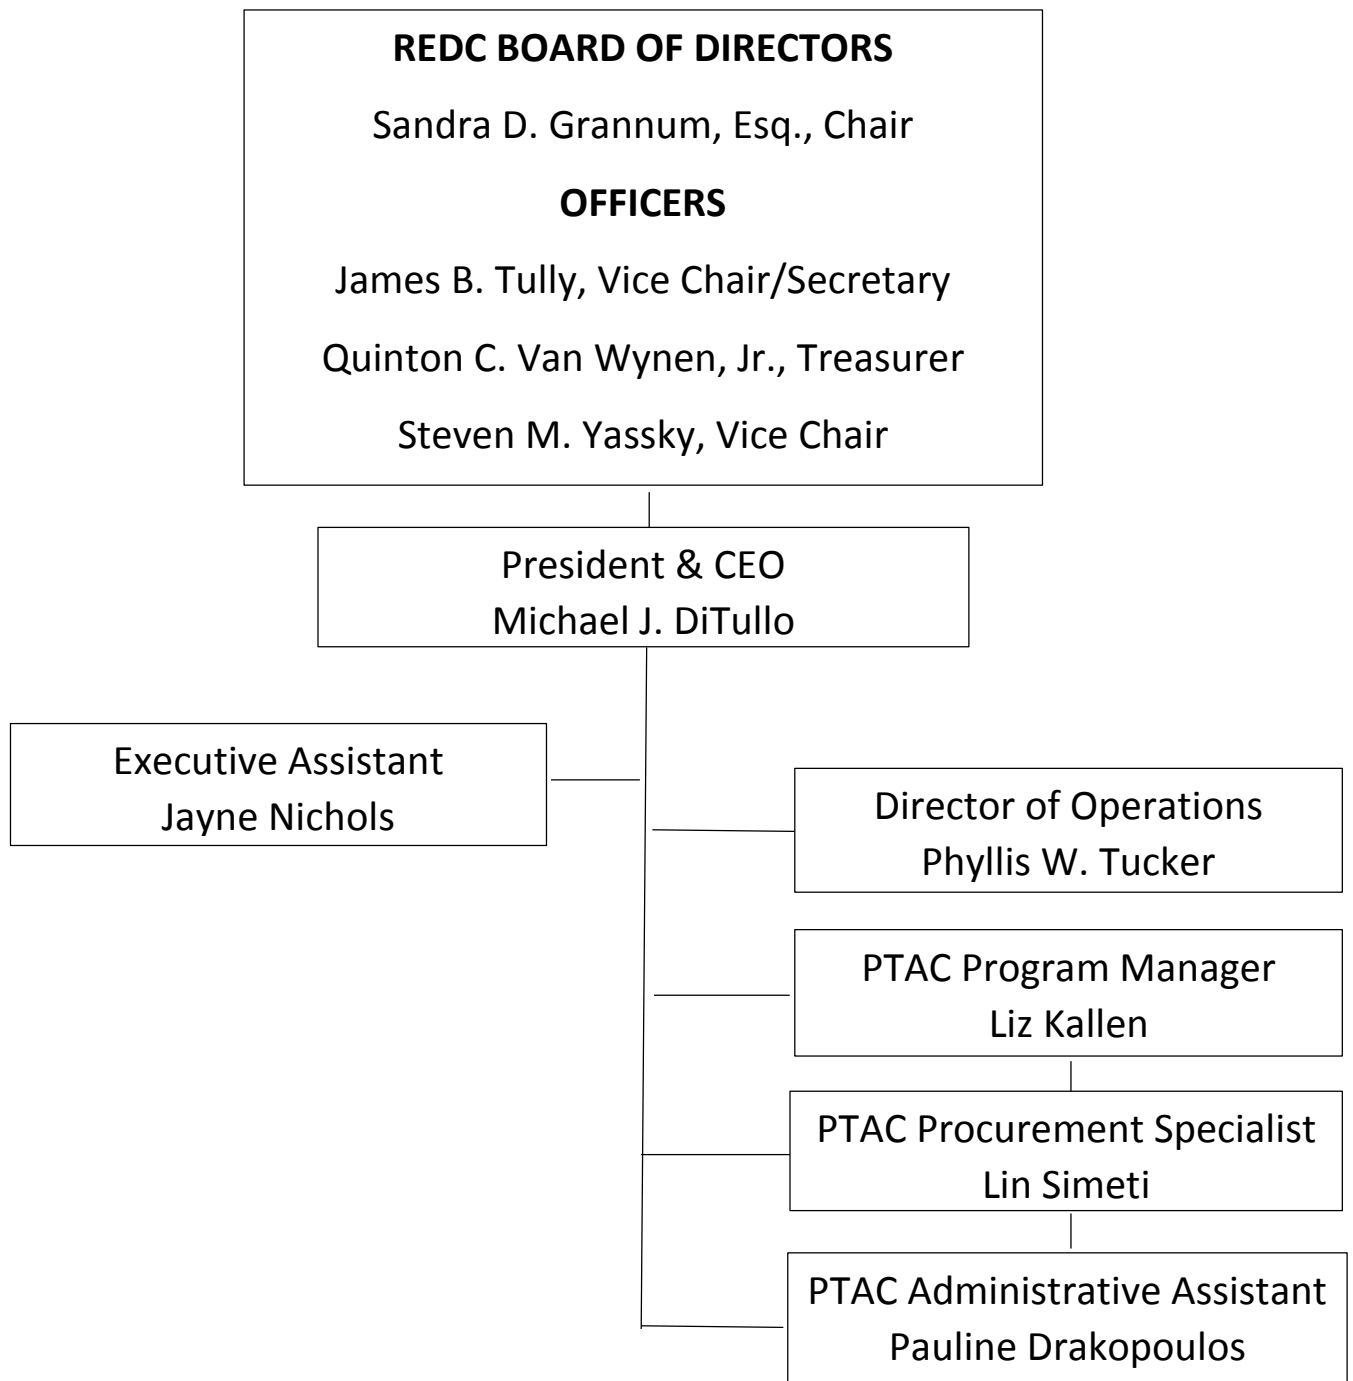 REDC BOARD OF DIRECTORS
Sandra D. Grannum, Esq., Chair
OFFICERS
James B. Tully, Vice Chair/Secretary
Quinton C. Van Wynen, Jr., Treasurer
Steven M. Yassky, Vice Chair
President & CEO
Michael J. DiTullo
Executive Assistant
Jayne Nichols
Director of Operations
Phyllis W. Tucker
PTAC Program Manager
Liz Kallen
PTAC Procurement Specialist
Lin Simeti
PTAC Administrative Assistant
Pauline Drakopoulos